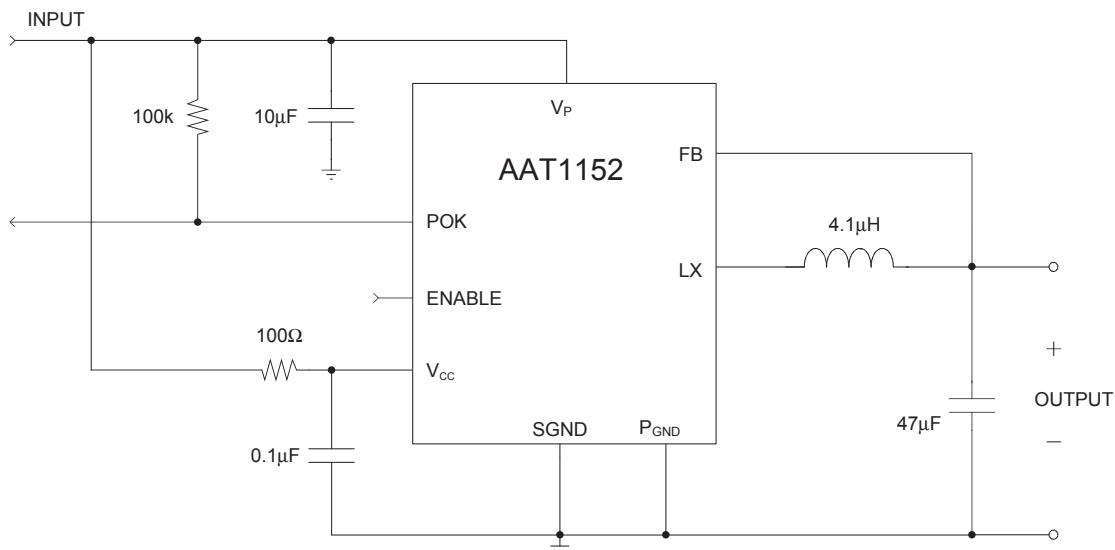 INPUT
100k
10μF
V_P
AAT1152
FB
POK
4.1μH
LX
ENABLE
100Ω
V_CC
+
OUTPUT
−
47μF
SGND
P_GND
0.1μF